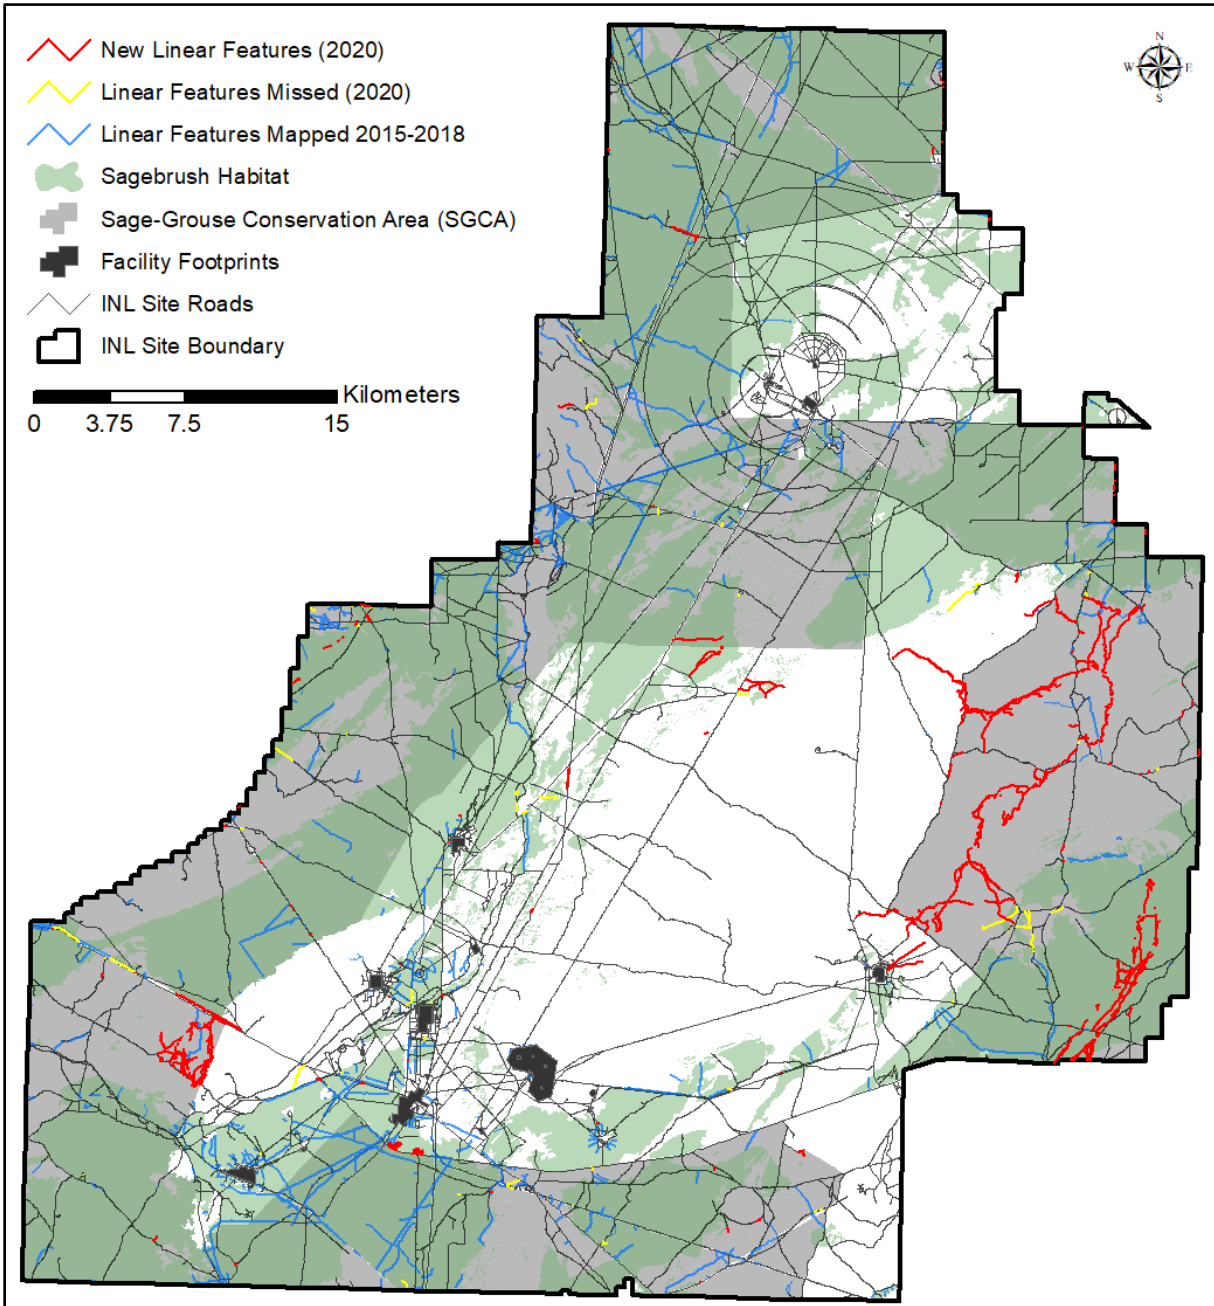 New Linear Features (2020)
Linear Features Missed (2020)
Linear Features Mapped 2015-2018
Sagebrush Habitat
Sage-Grouse Conservation Area (SGCA)
Facility Footprints
INL Site Roads
INL Site Boundary
Kilometers
0 3.75 7.5 15
N
W E
S